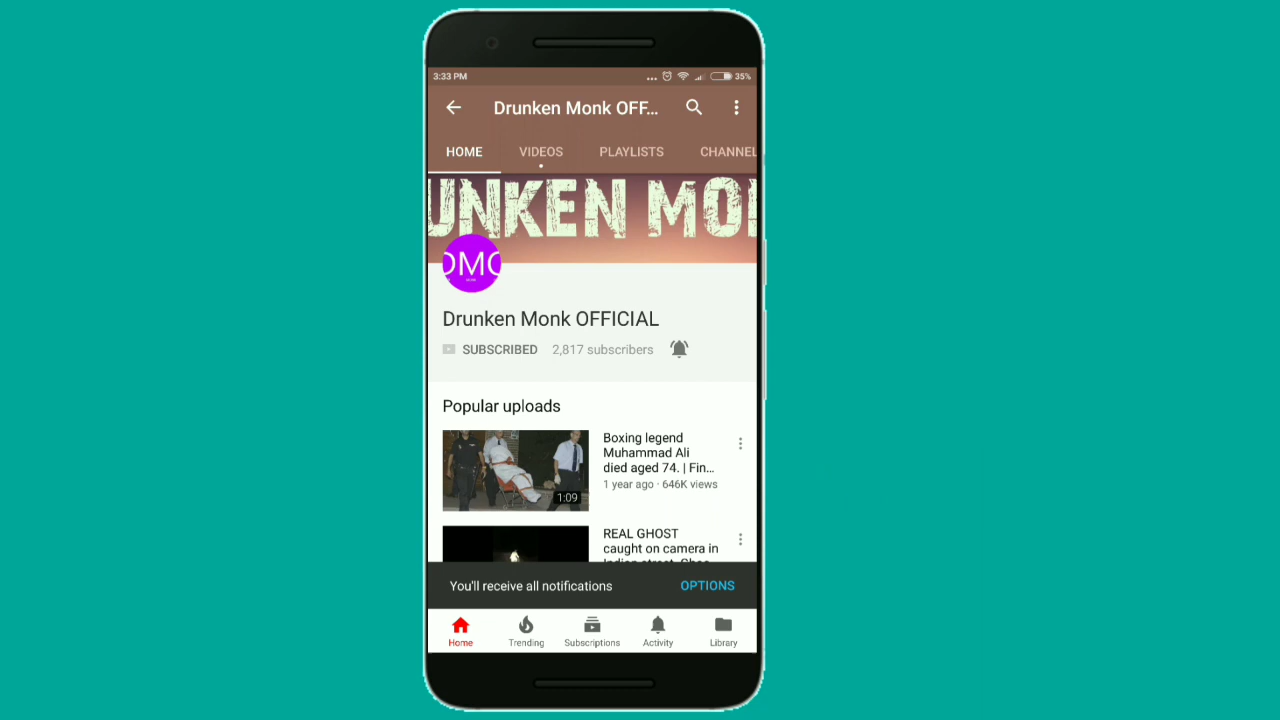 3:33 PM
35%
Drunken Monk OFF...
HOME VIDEOS PLAYLISTS CHANNEL
UNKEN MO
DMO
Drunken Monk OFFICIAL
SUBSCRIBED 2,817 subscribers
Popular uploads
Boxing legend
Muhammad Ali
died aged 74. | Fin...
1 year ago · 646K views
1:09
REAL GHOST
caught on camera in
You'll receive all notifications OPTIONS
Home Trending Subscriptions Activity Library